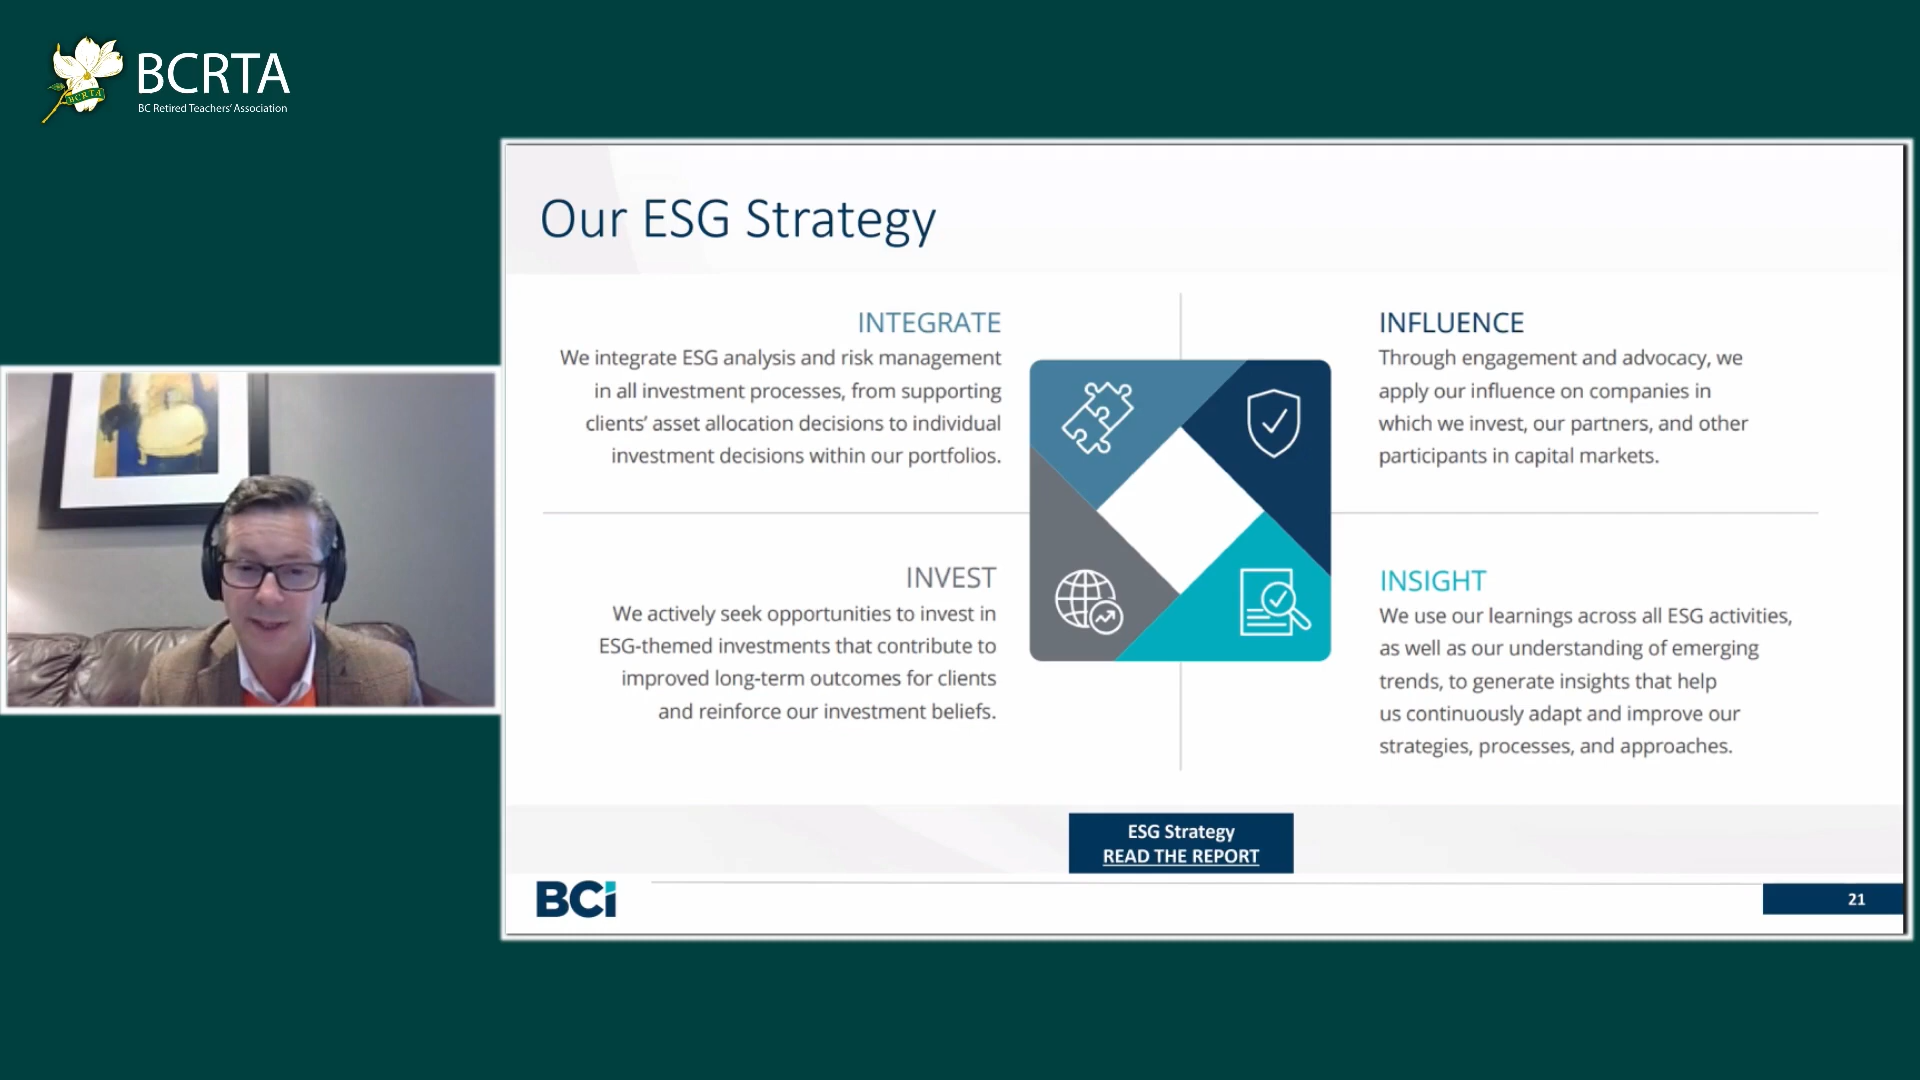 BCRTA
BC Retired Teachers' Association
BCRTA
Our ESG Strategy
INTEGRATE
We integrate ESG analysis and risk management
in all investment processes, from supporting
clients' asset allocation decisions to individual
investment decisions within our portfolios.
INFLUENCE
Through engagement and advocacy, we
apply our influence on companies in
which we invest, our partners, and other
participants in capital markets.
INVEST
We actively seek opportunities to invest in
ESG-themed investments that contribute to
improved long-term outcomes for clients
and reinforce our investment beliefs.
INSIGHT
We use our learnings across all ESG activities,
as well as our understanding of emerging
trends, to generate insights that help
us continuously adapt and improve our
strategies, processes, and approaches.
ESG Strategy
READ THE REPORT
BCi
21